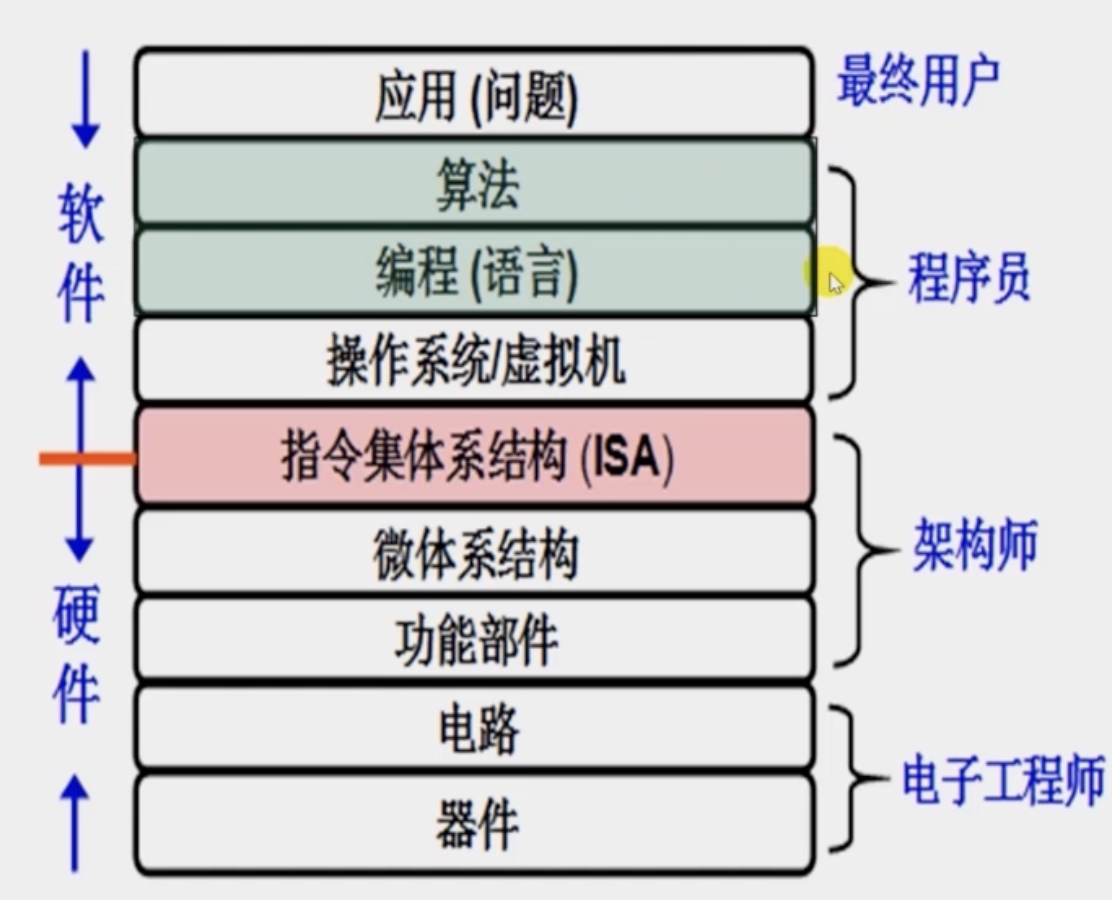 应用 (问题)
最终用户
算法
编程 (语言)
程序员
操作系统/虚拟机
软件
指令集体系结构 (ISA)
微体系结构
架构师
功能部件
硬件
电路
器件
电子工程师